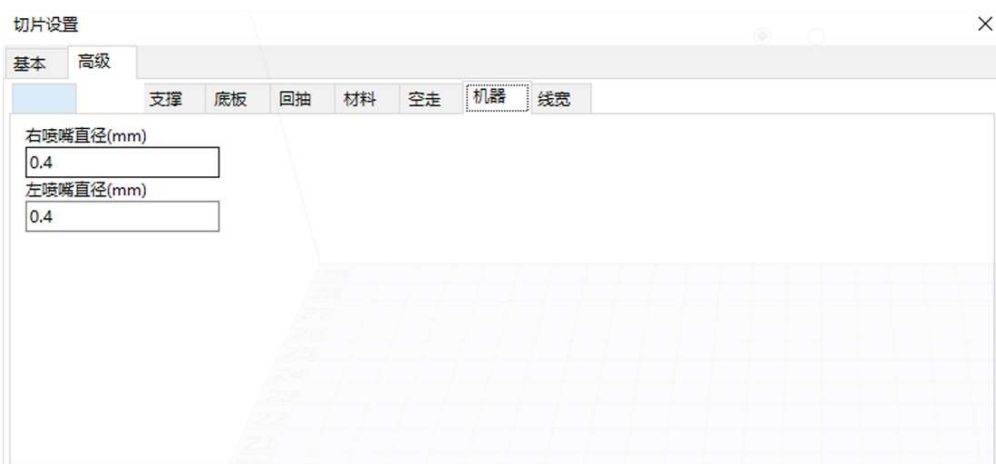 切片设置
基本 高级
支撑 底板 回抽 材料 空走 机器 线宽
右喷嘴直径(mm)
0.4
左喷嘴直径(mm)
0.4